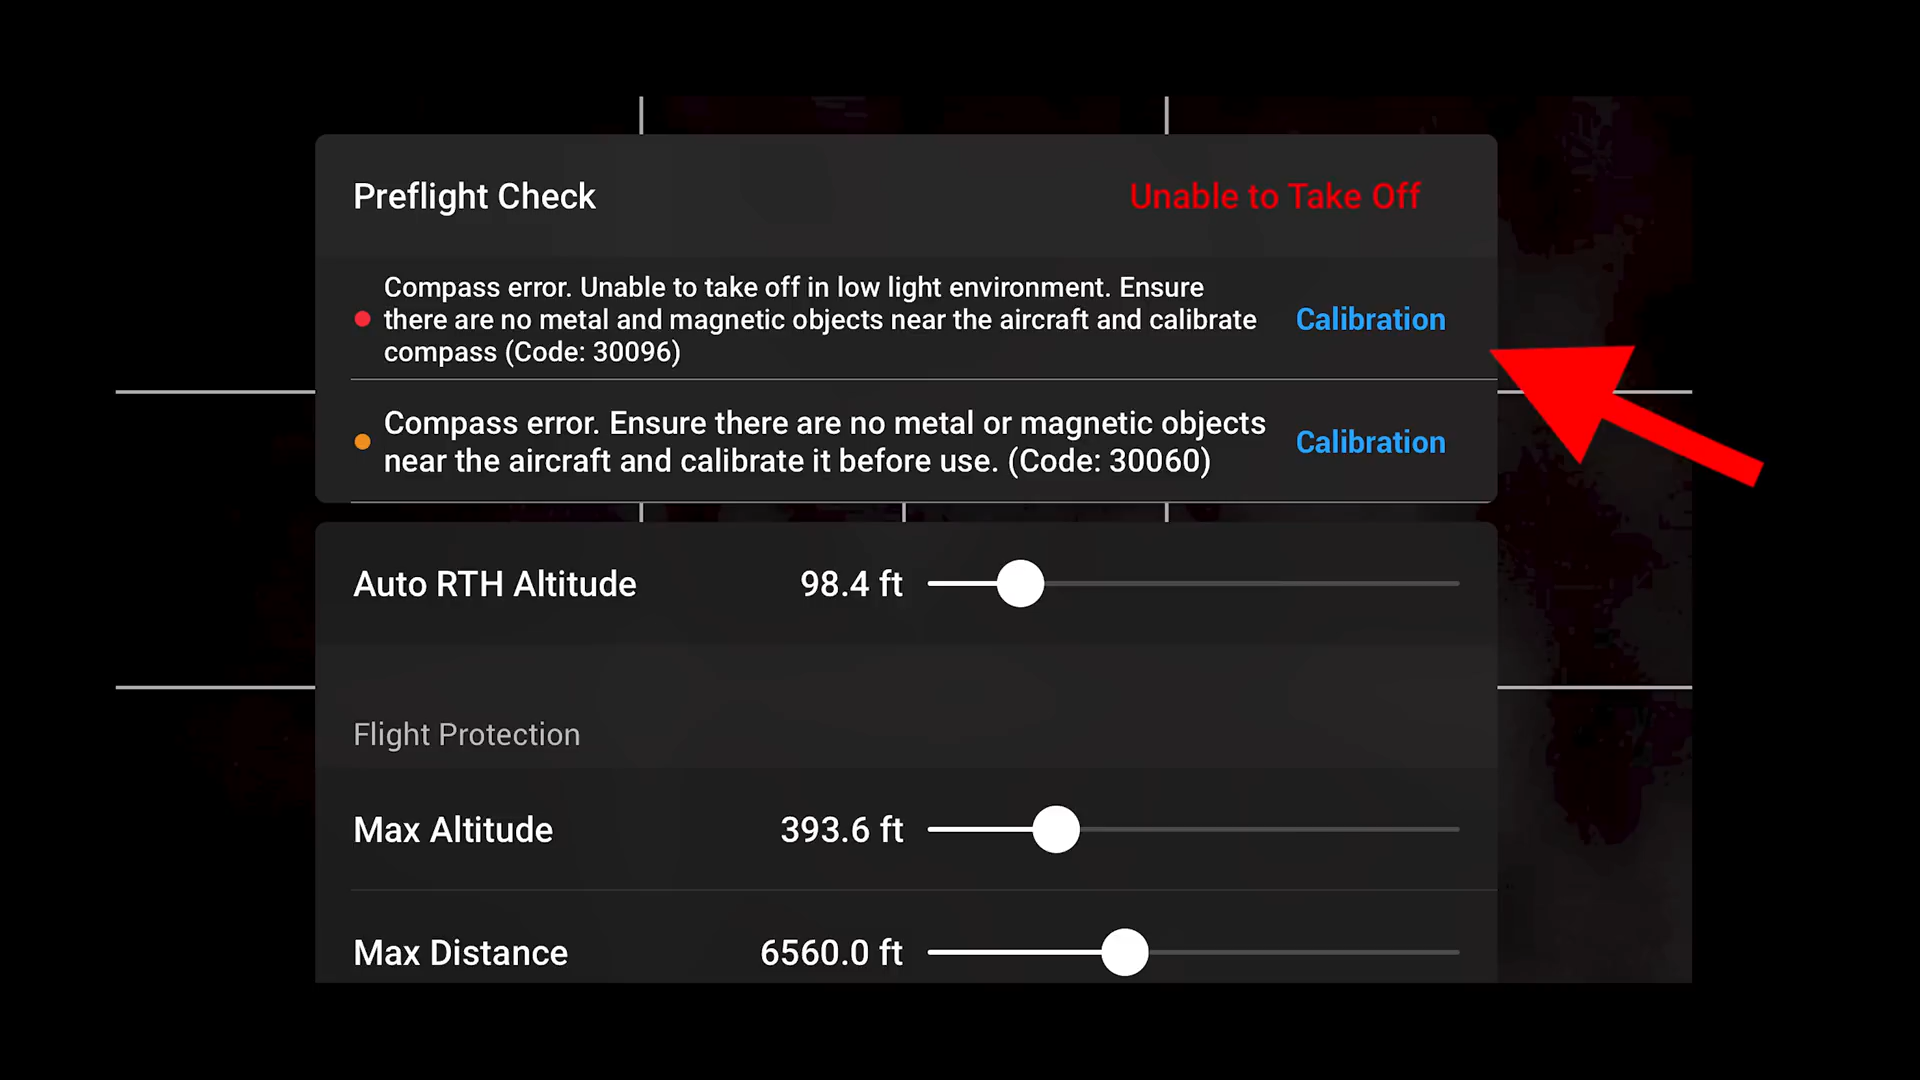 Preflight Check
Unable to Take Off
Compass error. Unable to take off in low light environment. Ensure
there are no metal and magnetic objects near the aircraft and calibrate
compass (Code: 30096)
Calibration
Compass error. Ensure there are no metal or magnetic objects
near the aircraft and calibrate it before use. (Code: 30060)
Calibration
Auto RTH Altitude
98.4 ft
Flight Protection
Max Altitude
393.6 ft
Max Distance
6560.0 ft